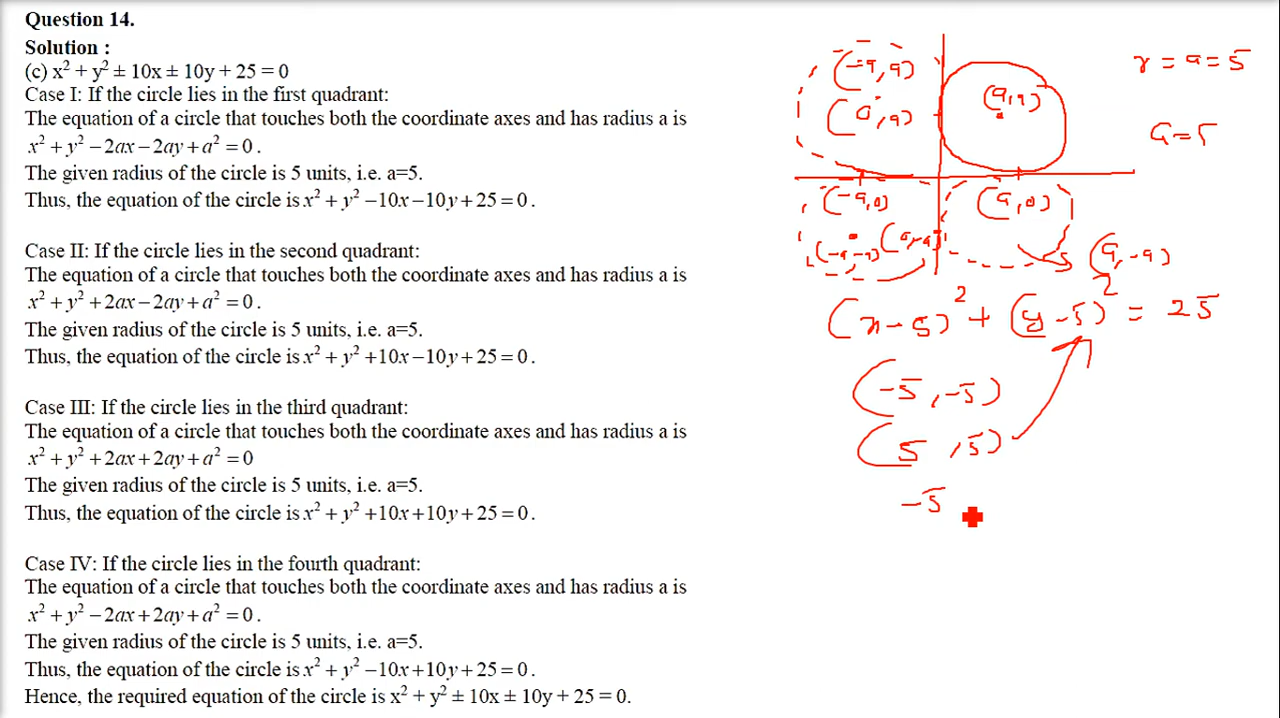 Question 14.
Solution :
(c) x² + y² ± 10x ± 10y + 25 = 0
Case I: If the circle lies in the first quadrant:
The equation of a circle that touches both the coordinate axes and has radius a is
x² + y² − 2ax − 2ay + a² = 0 .
The given radius of the circle is 5 units, i.e. a=5.
Thus, the equation of the circle is x² + y² −10x −10y + 25 = 0 .
Case II: If the circle lies in the second quadrant:
The equation of a circle that touches both the coordinate axes and has radius a is
x² + y² + 2ax − 2ay + a² = 0 .
The given radius of the circle is 5 units, i.e. a=5.
Thus, the equation of the circle is x² + y² +10x −10y + 25 = 0 .
Case III: If the circle lies in the third quadrant:
The equation of a circle that touches both the coordinate axes and has radius a is
x² + y² + 2ax + 2ay + a² = 0
The given radius of the circle is 5 units, i.e. a=5.
Thus, the equation of the circle is x² + y² +10x +10y + 25 = 0 .
Case IV: If the circle lies in the fourth quadrant:
The equation of a circle that touches both the coordinate axes and has radius a is
x² + y² − 2ax + 2ay + a² = 0 .
The given radius of the circle is 5 units, i.e. a=5.
Thus, the equation of the circle is x² + y² −10x +10y + 25 = 0 .
Hence, the required equation of the circle is x² + y² ± 10x ± 10y + 25 = 0.
(-a, a)
(a, a)
r = a = 5
(0, a)
a = 5
(-a, 0)
(a, 0)
(-a -a)
(a, -a)
(x - 5)² + (y - 5)² = 25
(-5, -5)
(5, 5)
-5